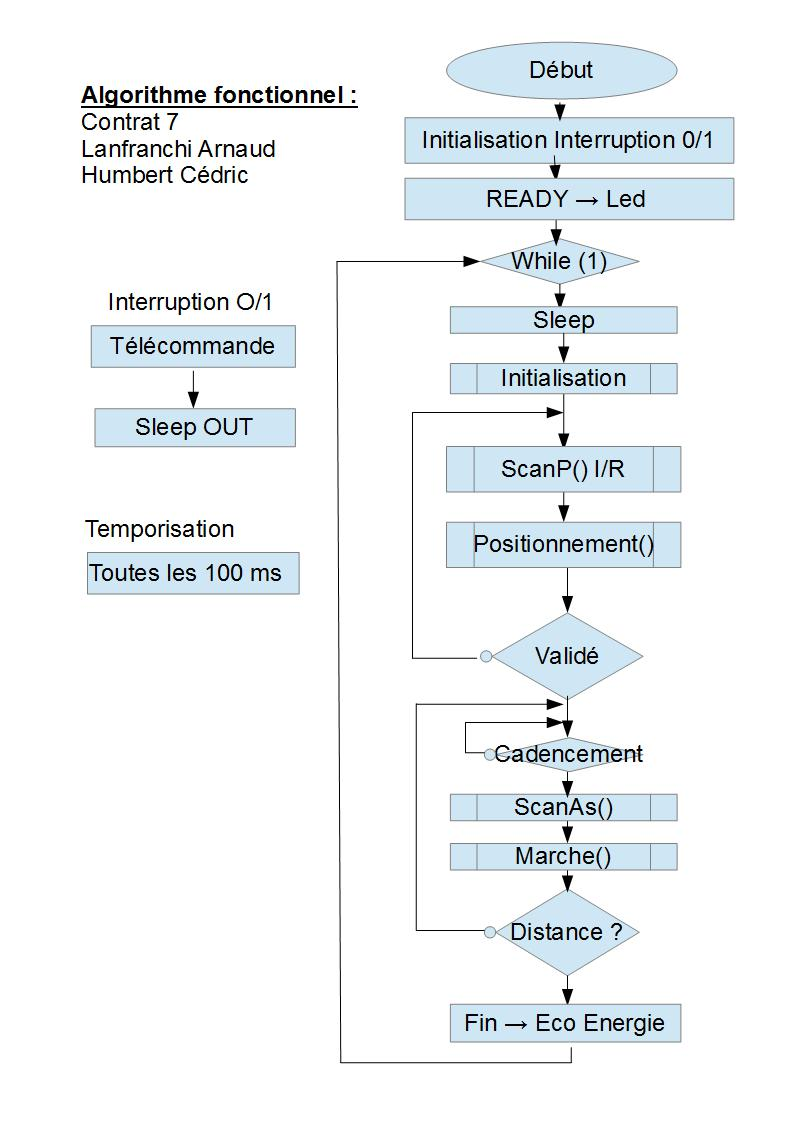 Algorithme fonctionnel :
Contrat 7
Lanfranchi Arnaud
Humbert Cédric
Début
Initialisation Interruption 0/1
READY → Led
While (1)
Sleep
Initialisation
ScanP() I/R
Positionnement()
Validé
Cadencement
ScanAs()
Marche()
Distance ?
Fin → Eco Energie
Interruption O/1
Télécommande
Sleep OUT
Temporisation
Toutes les 100 ms